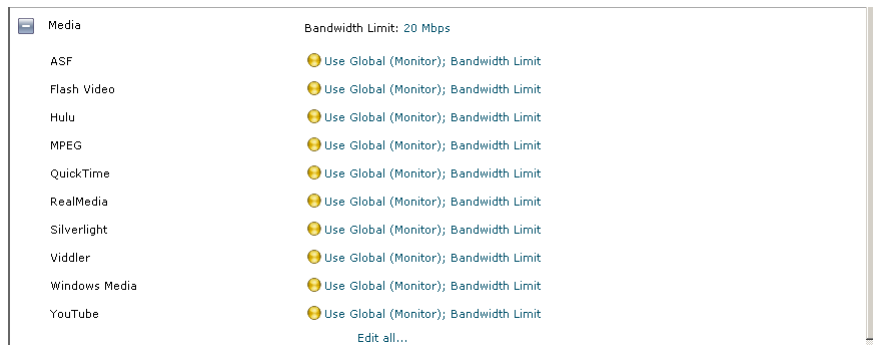 Media Bandwidth Limit: 20 Mbps
ASF Use Global (Monitor); Bandwidth Limit
Flash Video Use Global (Monitor); Bandwidth Limit
Hulu Use Global (Monitor); Bandwidth Limit
MPEG Use Global (Monitor); Bandwidth Limit
QuickTime Use Global (Monitor); Bandwidth Limit
RealMedia Use Global (Monitor); Bandwidth Limit
Silverlight Use Global (Monitor); Bandwidth Limit
Viddler Use Global (Monitor); Bandwidth Limit
Windows Media Use Global (Monitor); Bandwidth Limit
YouTube Use Global (Monitor); Bandwidth Limit
Edit all...